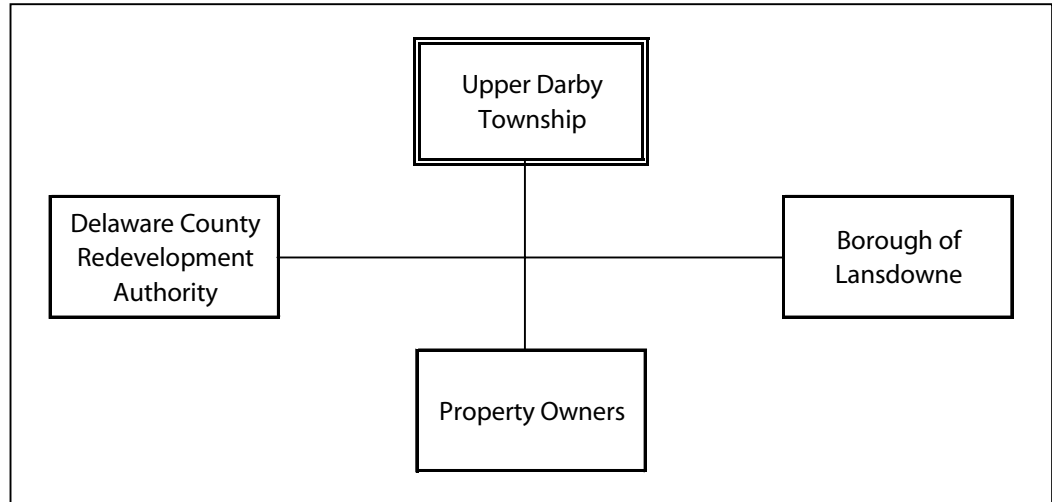 Upper Darby
Township
Delaware County
Redevelopment
Authority
Borough of
Lansdowne
Property Owners